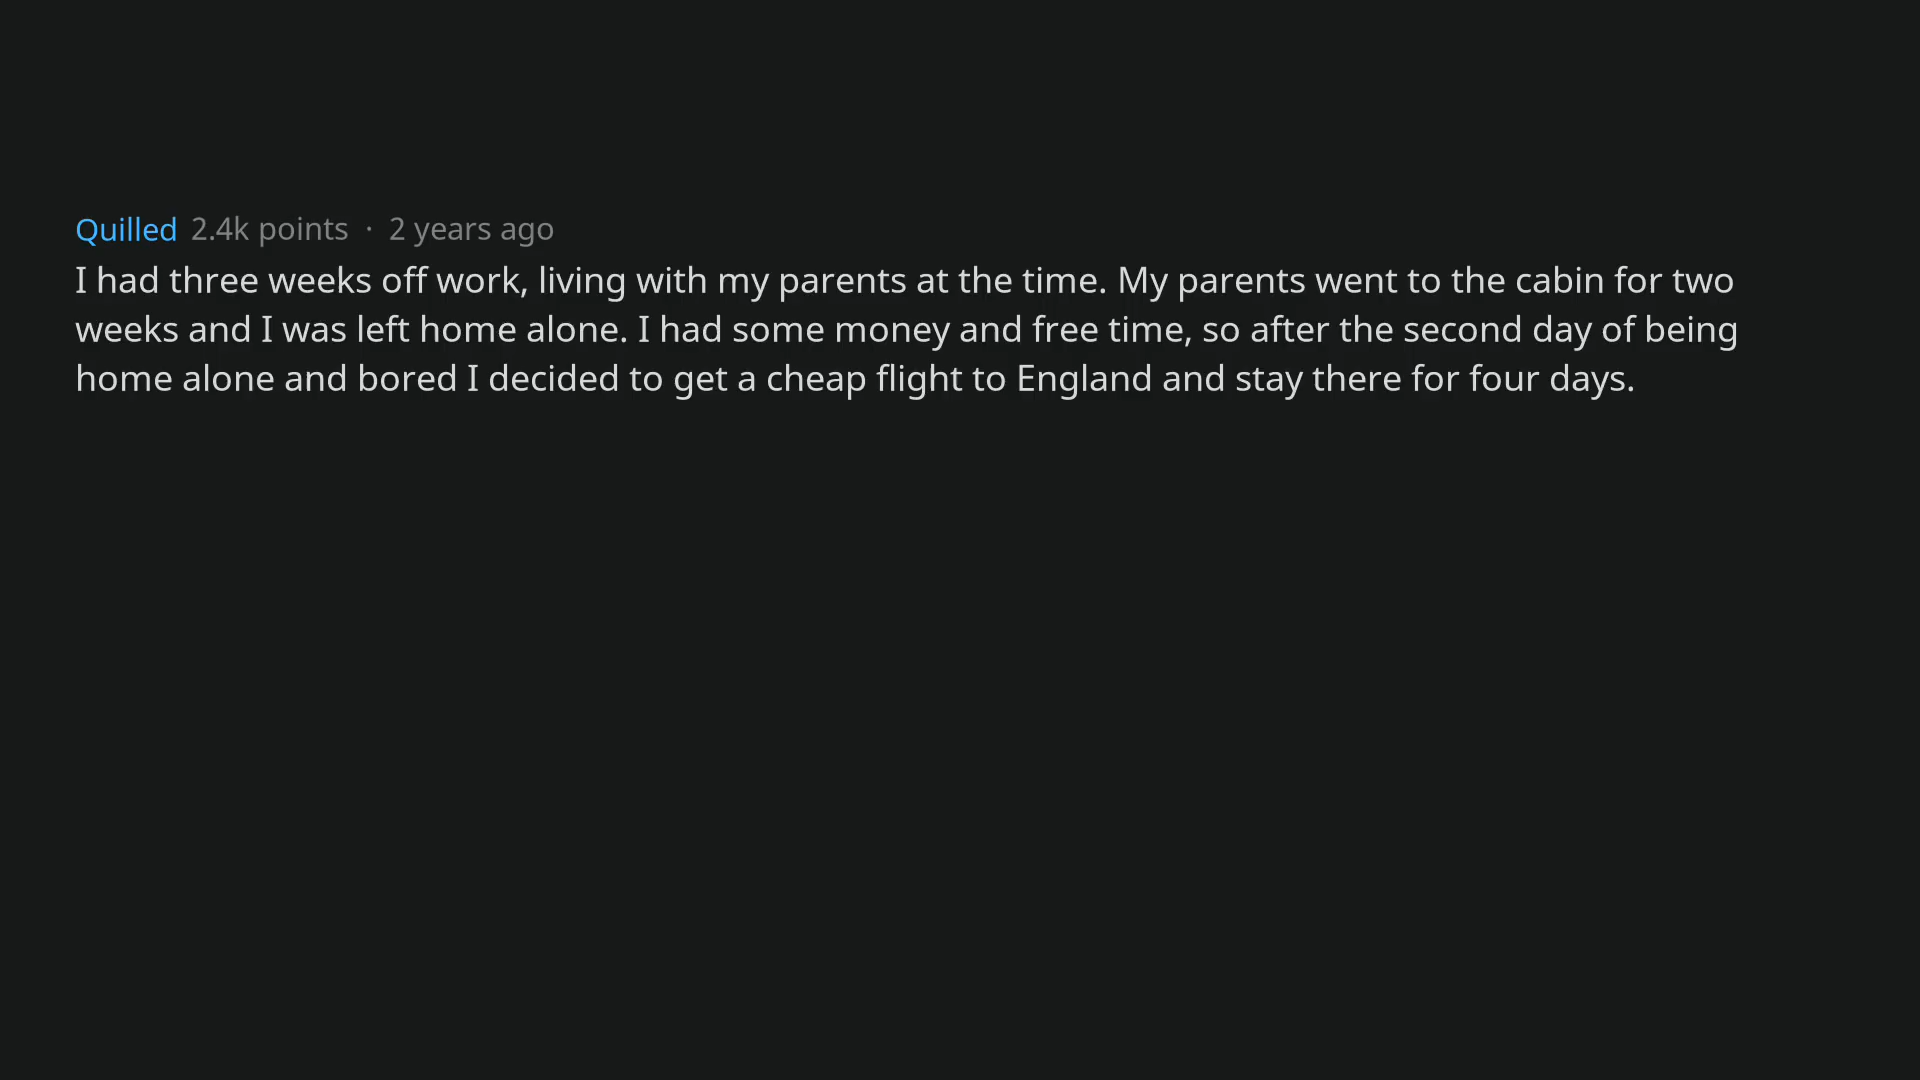 Quilled 2.4k points · 2 years ago
I had three weeks off work, living with my parents at the time. My parents went to the cabin for two
weeks and I was left home alone. I had some money and free time, so after the second day of being
home alone and bored I decided to get a cheap flight to England and stay there for four days.